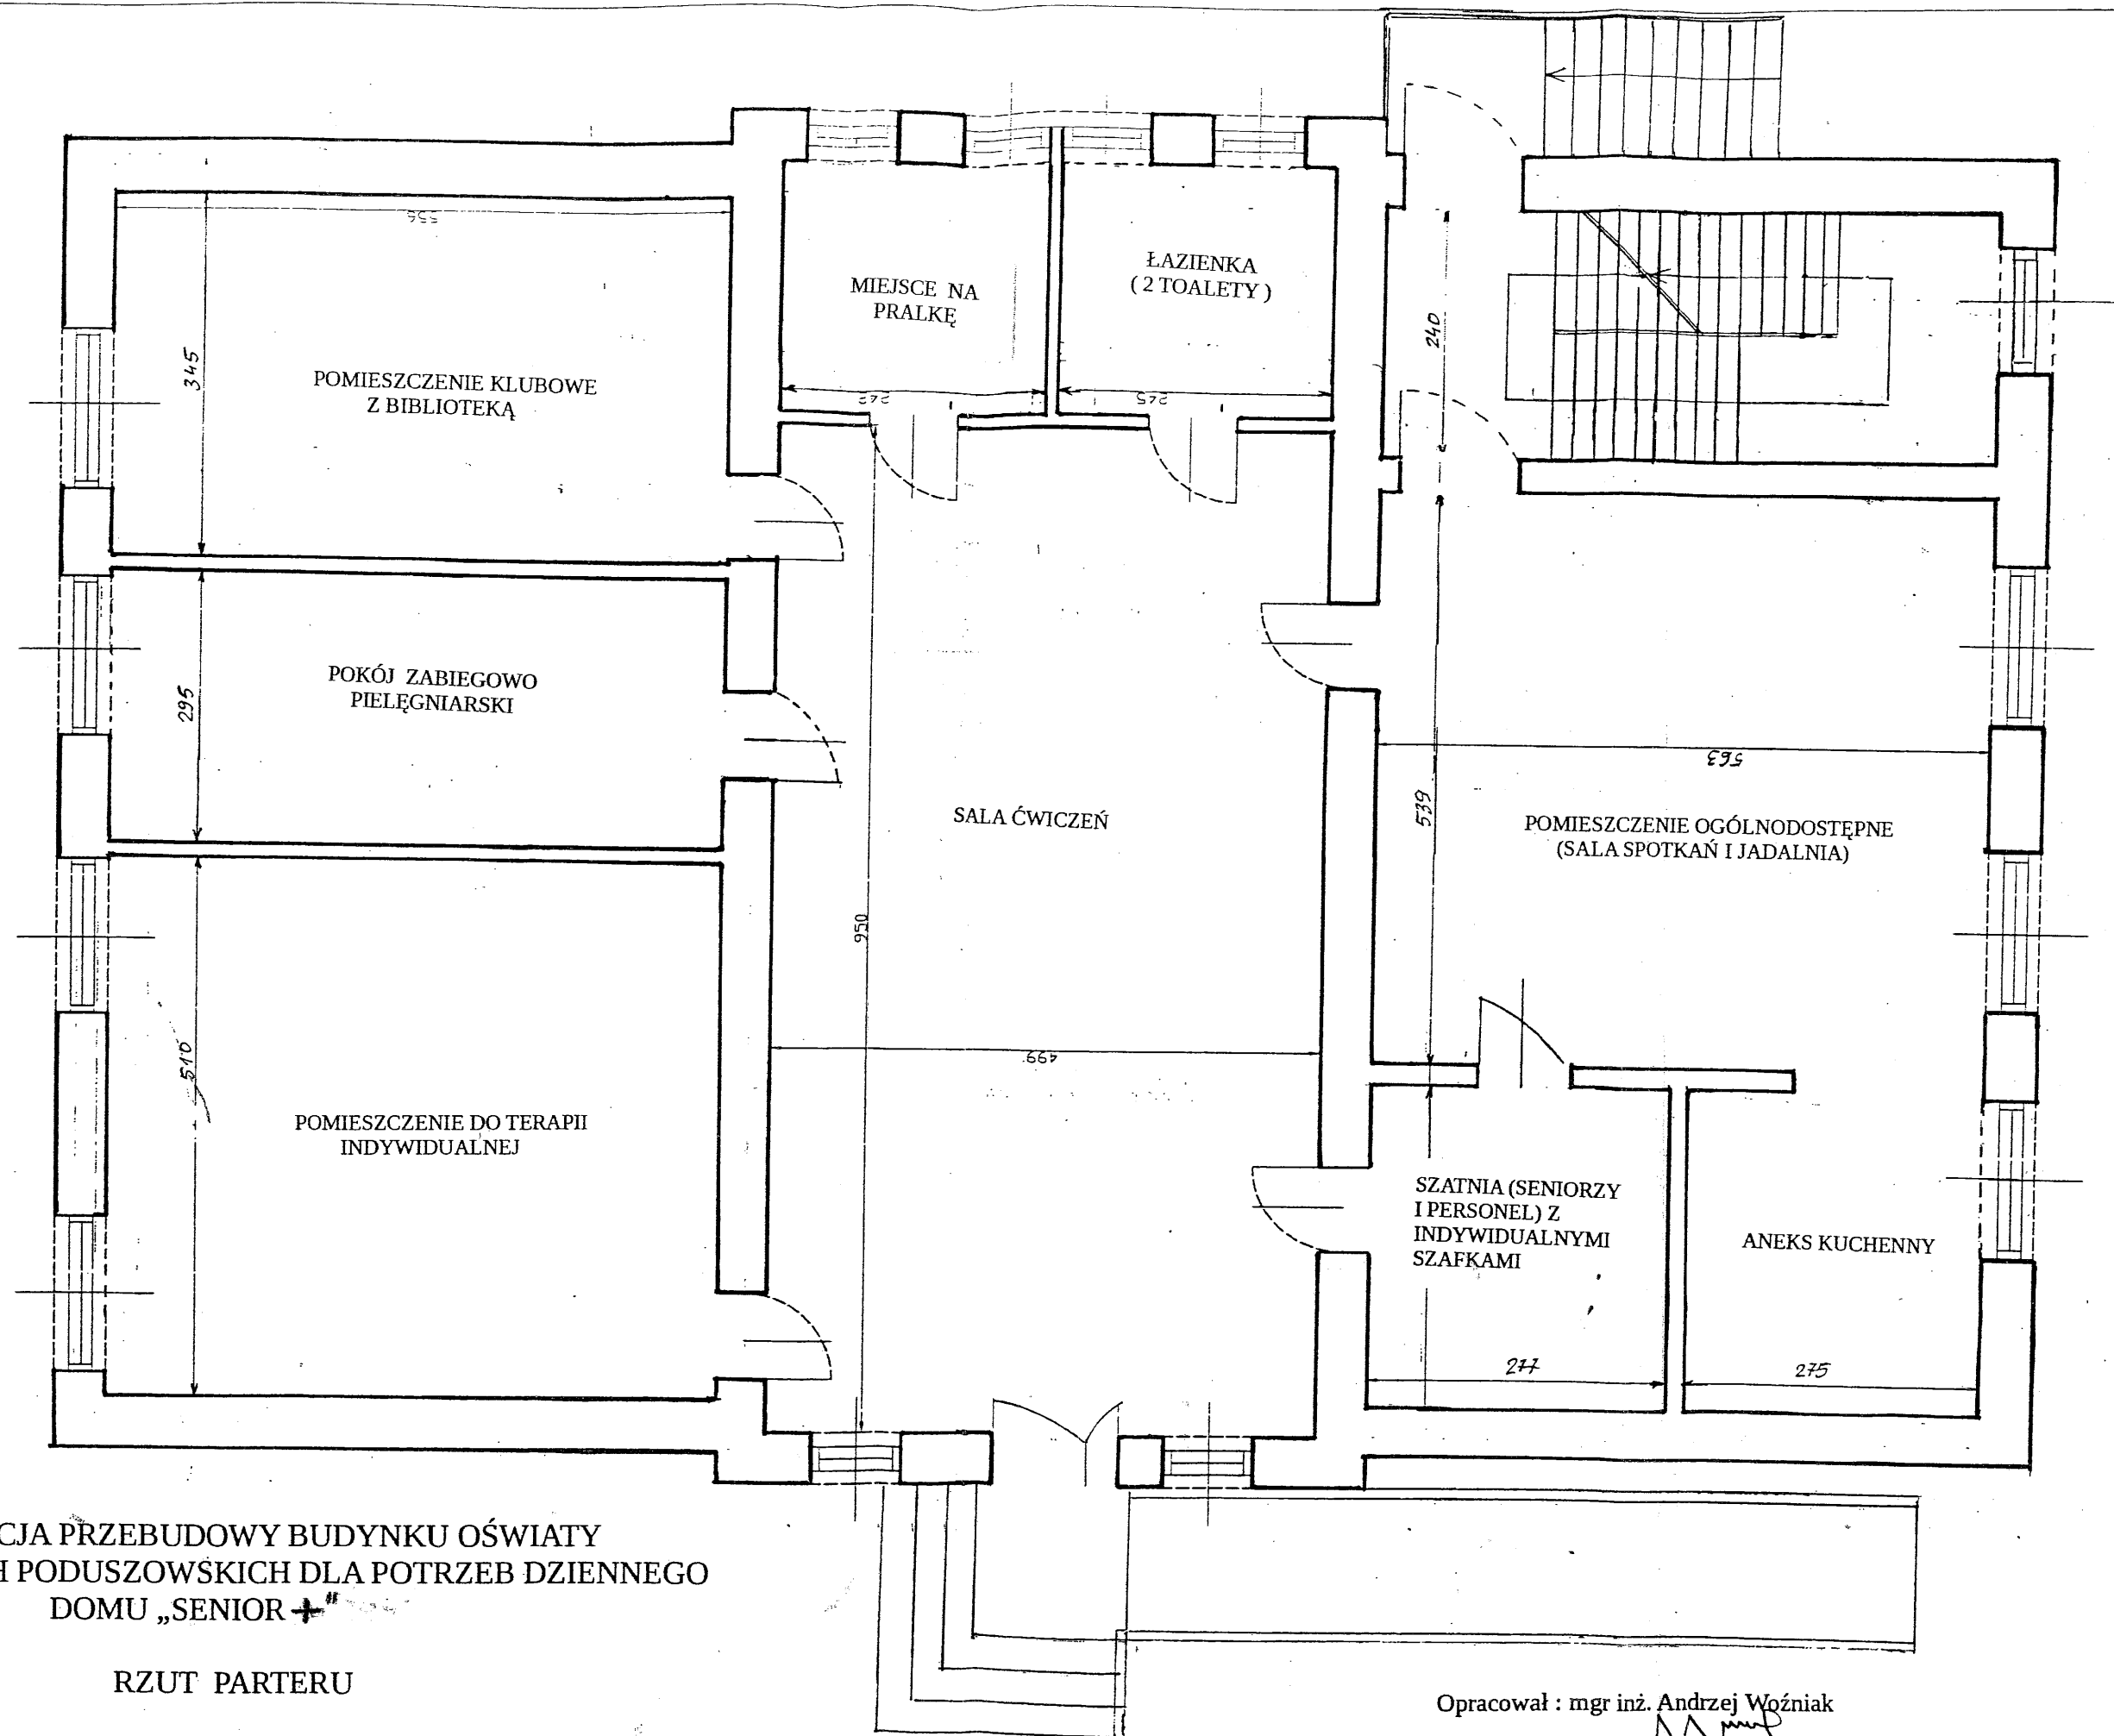 556
ŁAZIENKA
( 2 TOALETY )
MIEJSCE NA
PRALKĘ
240
345
POMIESZCZENIE KLUBOWE
Z BIBLIOTEKĄ
242
245
295
POKÓJ ZABIEGOWO
PIELĘGNIARSKI
563
539
SALA ĆWICZEŃ
POMIESZCZENIE OGÓLNODOSTĘPNE
(SALA SPOTKAŃ I JADALNIA)
950
499
510
POMIESZCZENIE DO TERAPII
INDYWIDUALNEJ
SZATNIA (SENIORZY
I PERSONEL) Z
INDYWIDUALNYMI
SZAFKAMI
ANEKS KUCHENNY
277
275
CJA PRZEBUDOWY BUDYNKU OŚWIATY
PODUSZOWSKICH DLA POTRZEB DZIENNEGO
DOMU „SENIOR +"
RZUT PARTERU
Opracował : mgr inż. Andrzej Woźniak